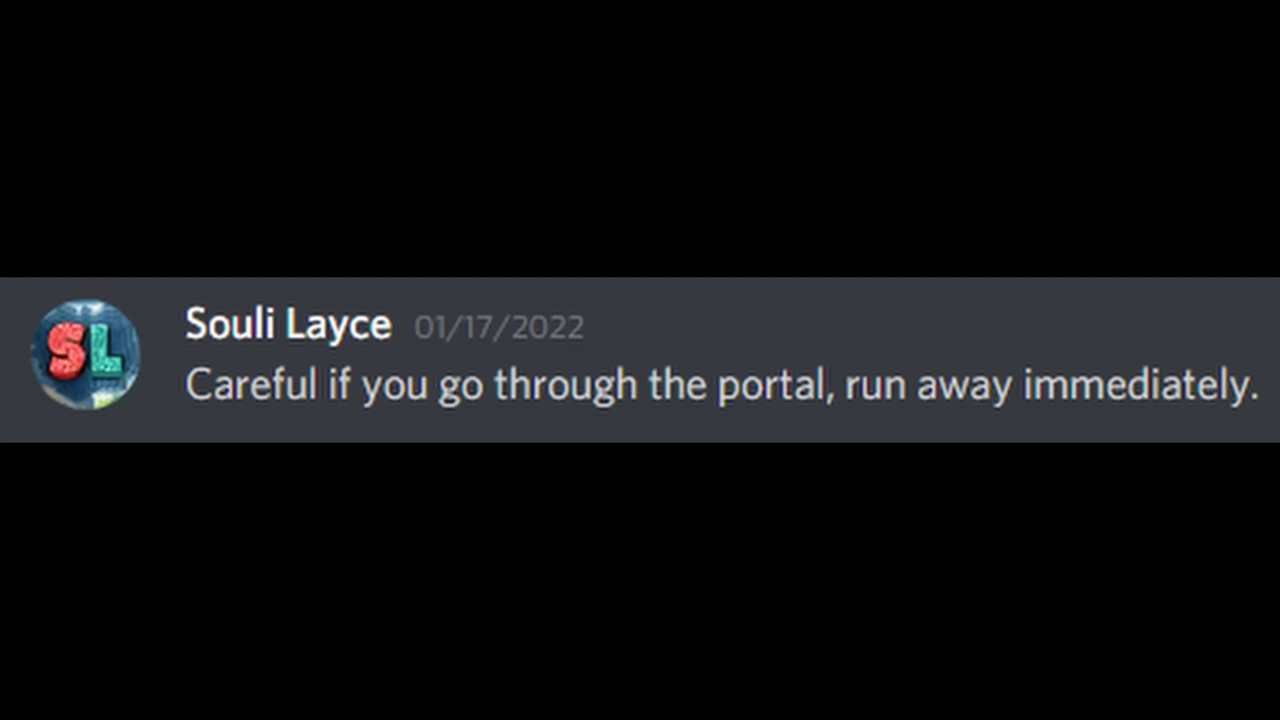 SL
Souli Layce 01/17/2022
Careful if you go through the portal, run away immediately.